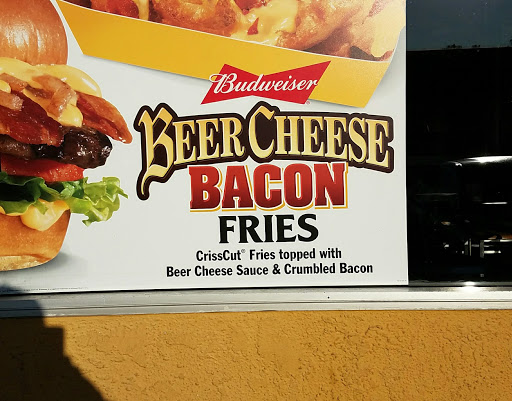 Budweiser
BEER CHEESE
BACON
FRIES
CrissCut® Fries topped with
Beer Cheese Sauce & Crumbled Bacon